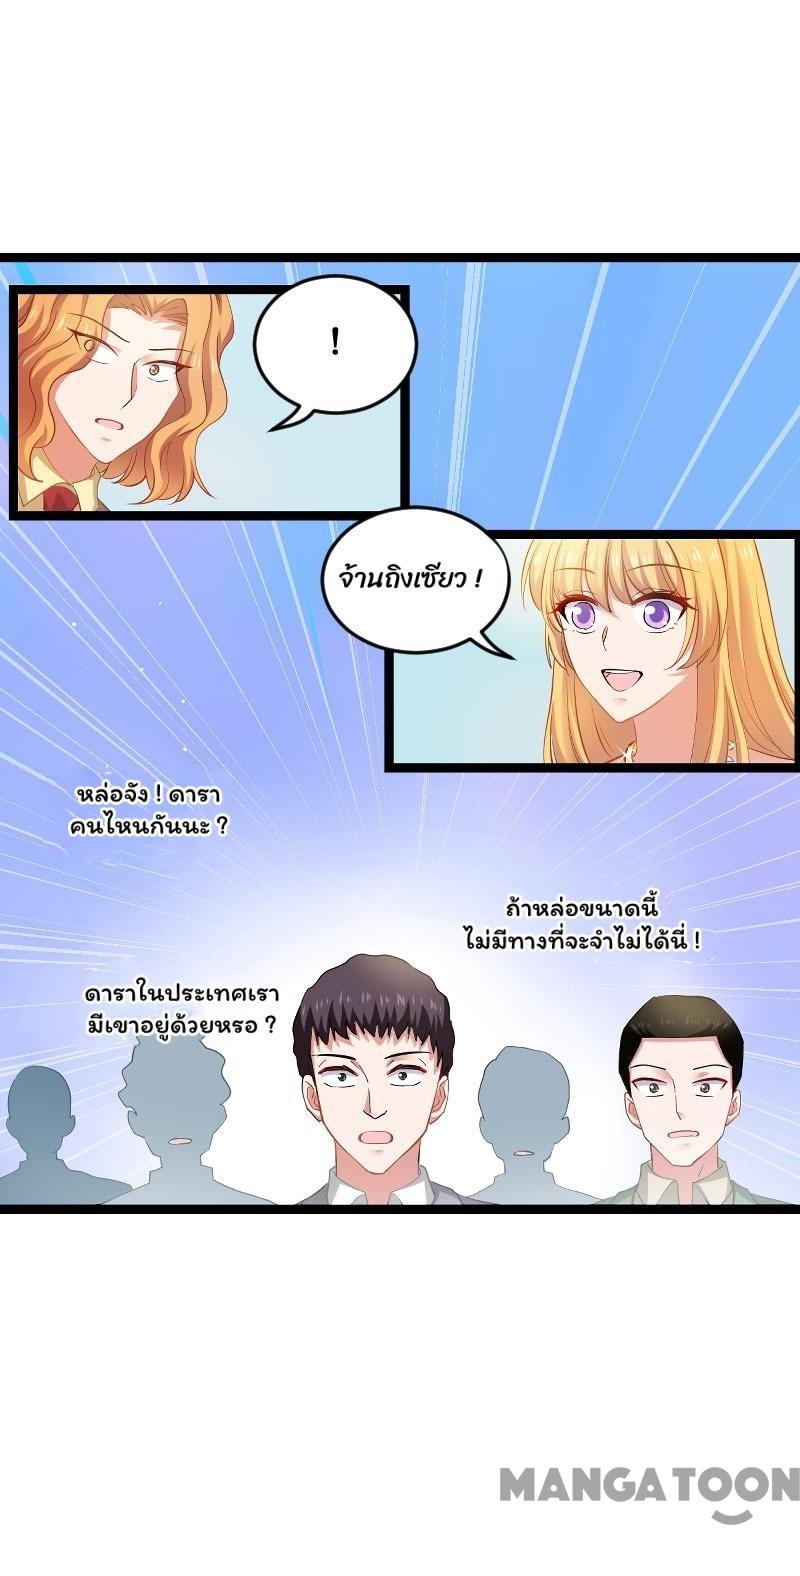 !
จ้านถิงเซียว !
หล่อจัง ! ดารา
คนไหนกันนะ ?
ถ้าหล่อขนาดนี้
ไม่มีทางที่จะจำไม่ได้นี่ !
ดาราในประเทศเรา
มีเขาอยู่ด้วยหรอ ?
MANGATOON